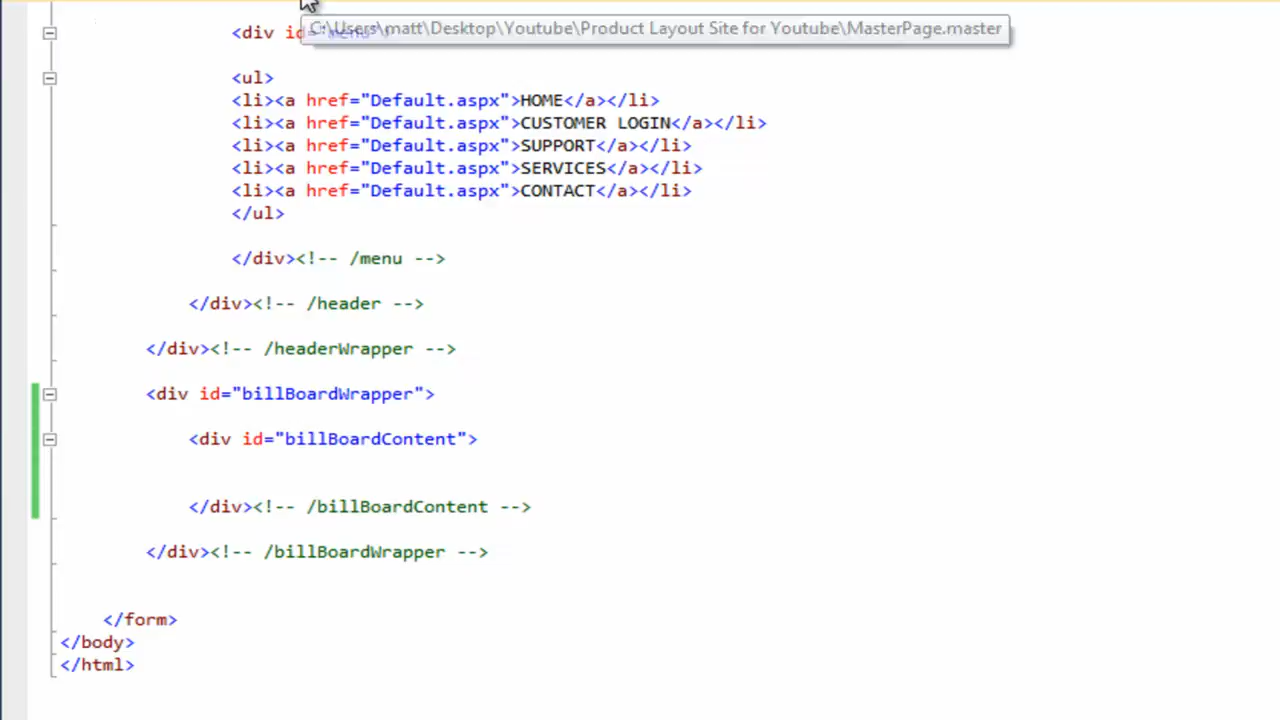 <div id="menu">
C:\Users\matt\Desktop\Youtube\Product Layout Site for Youtube\MasterPage.master
<ul>
<li><a href="Default.aspx">HOME</a></li>
<li><a href="Default.aspx">CUSTOMER LOGIN</a></li>
<li><a href="Default.aspx">SUPPORT</a></li>
<li><a href="Default.aspx">SERVICES</a></li>
<li><a href="Default.aspx">CONTACT</a></li>
</ul>
</div><!-- /menu -->
</div><!-- /header -->
</div><!-- /headerWrapper -->
<div id="billBoardWrapper">
<div id="billBoardContent">
</div><!-- /billBoardContent -->
</div><!-- /billBoardWrapper -->
</form>
</body>
</html>